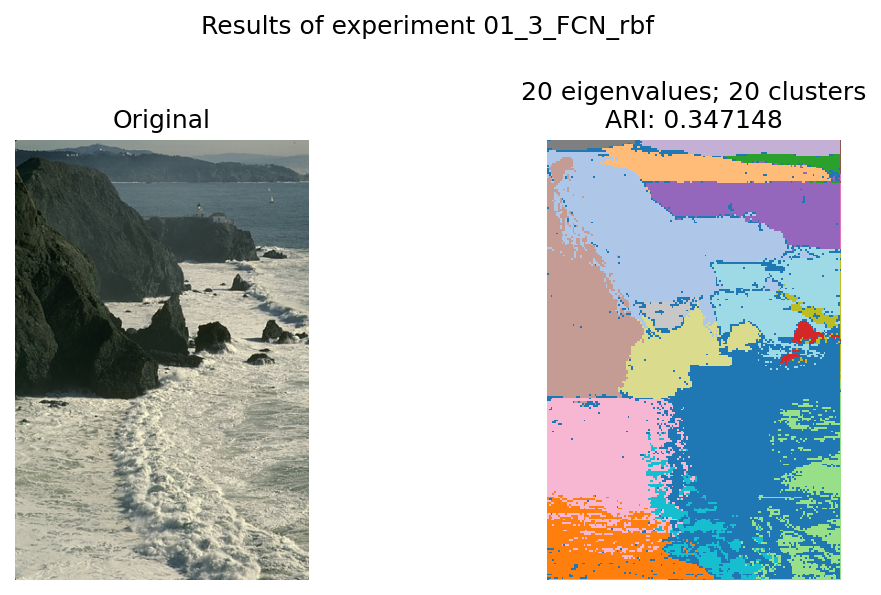 Results of experiment 01_3_FCN_rbf
Original
20 eigenvalues; 20 clusters
ARI: 0.347148